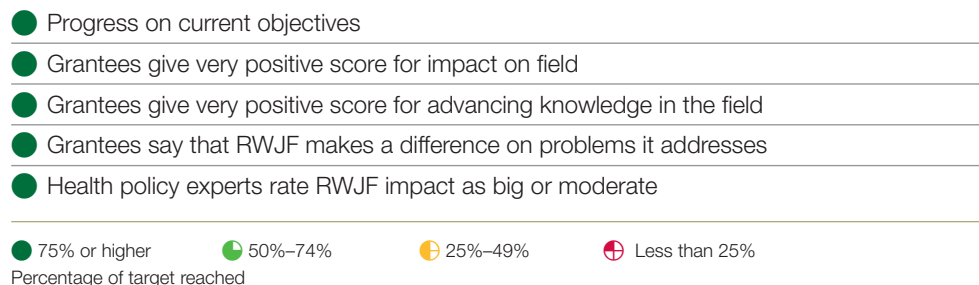 Progress on current objectives
Grantees give very positive score for impact on field
Grantees give very positive score for advancing knowledge in the field
Grantees say that RWJF makes a difference on problems it addresses
Health policy experts rate RWJF impact as big or moderate
75% or higher 50%–74% 25%–49% Less than 25%
Percentage of target reached